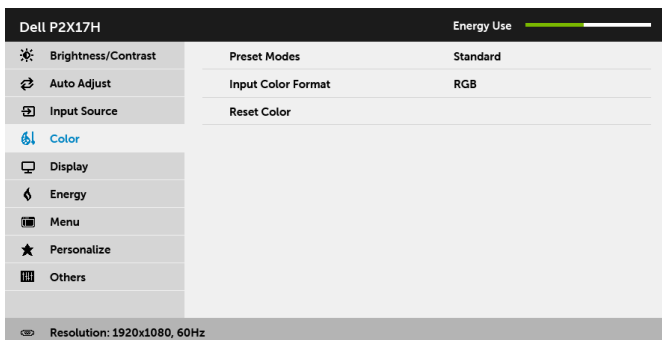 Dell P2X17H Energy Use
Brightness/Contrast Preset Modes Standard
Auto Adjust Input Color Format RGB
Input Source Reset Color
Color
Display
Energy
Menu
Personalize
Others
Resolution: 1920x1080, 60Hz